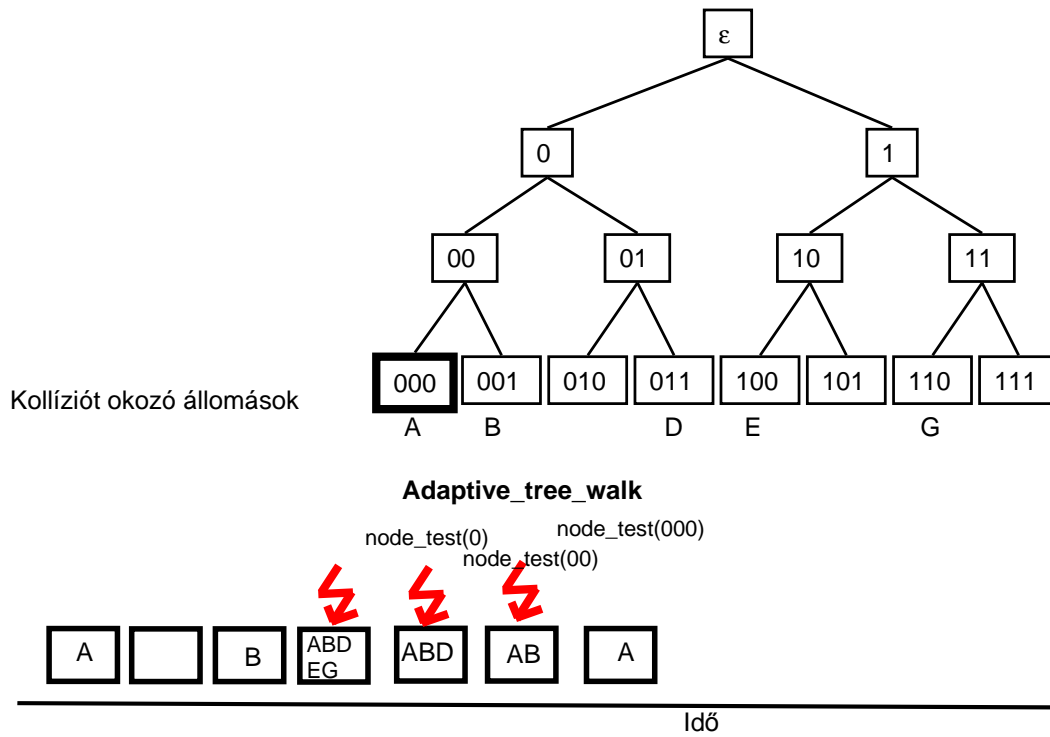 ε
0 1
00 01 10 11
000 001 010 011 100 101 110 111
Kollíziót okozó állomások
A B D E G
Adaptive_tree_walk
node_test(000)
node_test(0)
node_test(00)
A B ABD ABD AB A
EG
Idő